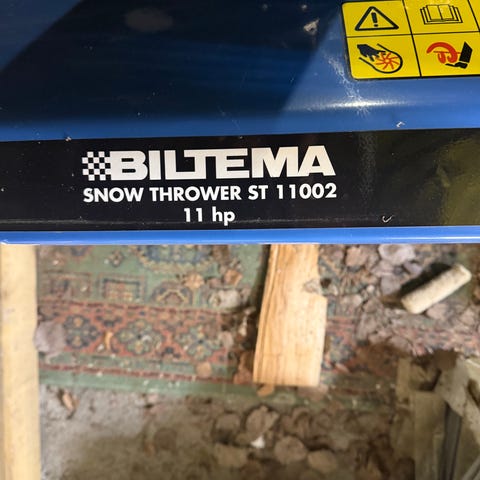 BILTEMA
SNOW THROWER ST 11002
11 hp